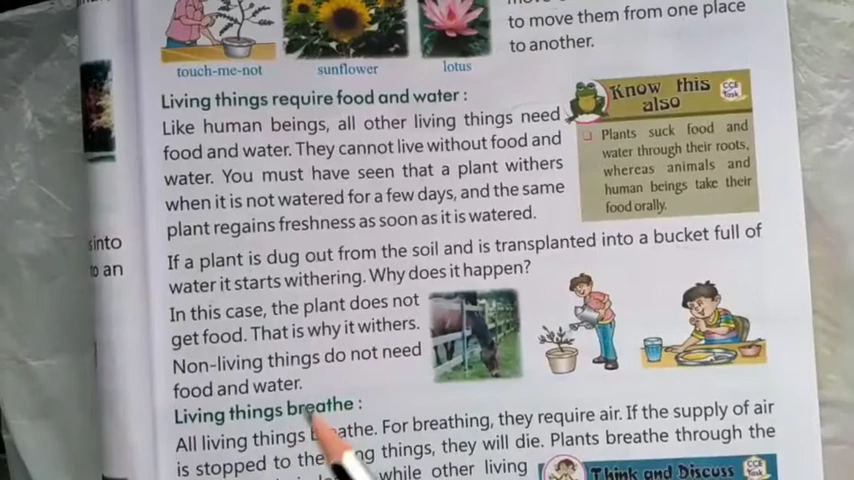 to move them from one place
to another.
touch-me-not
sunflower
lotus
Living things require food and water :
Like human beings, all other living things need
food and water. They cannot live without food and
water. You must have seen that a plant withers
when it is not watered for a few days, and the same
plant regains freshness as soon as it is watered.
Know this
also
CCE
Task
Plants suck food and
water through their roots,
whereas animals and
human beings take their
food orally.
If a plant is dug out from the soil and is transplanted into a bucket full of
water it starts withering. Why does it happen?
In this case, the plant does not
get food. That is why it withers.
Non-living things do not need
food and water.
into
to an
Living things breathe :
All living things breathe. For breathing, they require air. If the supply of air
is stopped to the things, they will die. Plants breathe through the
while other living
Think and Discuss
CCE
Task